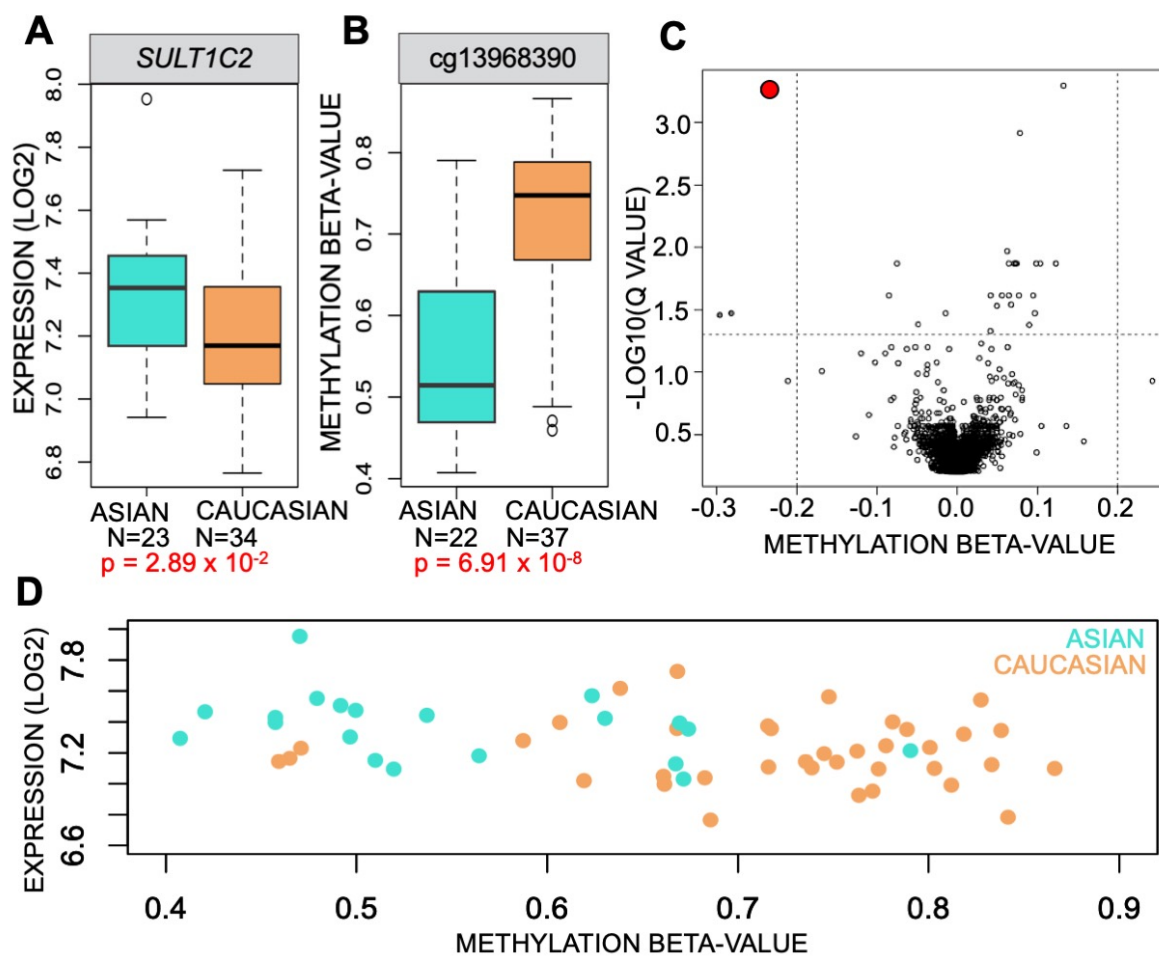 A
SULT1C2
EXPRESSION (LOG2)
8.0
7.8
7.6
7.4
7.2
7.0
6.8
ASIAN CAUCASIAN
N=23 N=34
p = 2.89 x 10-2
B
cg13968390
METHYLATION BETA-VALUE
0.8
0.7
0.6
0.5
0.4
ASIAN CAUCASIAN
N=22 N=37
p = 6.91 x 10-8
C
-LOG10(Q VALUE)
3.0
2.5
2.0
1.5
1.0
0.5
-0.3 -0.2 -0.1 0.0 0.1 0.2
METHYLATION BETA-VALUE
D
EXPRESSION (LOG2)
7.8
7.2
6.6
ASIAN
CAUCASIAN
0.4 0.5 0.6 0.7 0.8 0.9
METHYLATION BETA-VALUE